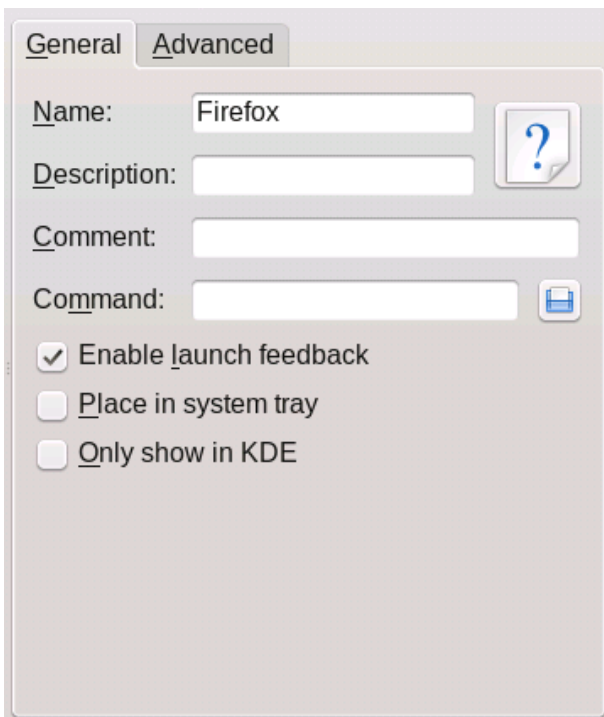 General Advanced
Name: Firefox
?
Description:
Comment:
Command:
Enable launch feedback
Place in system tray
Only show in KDE